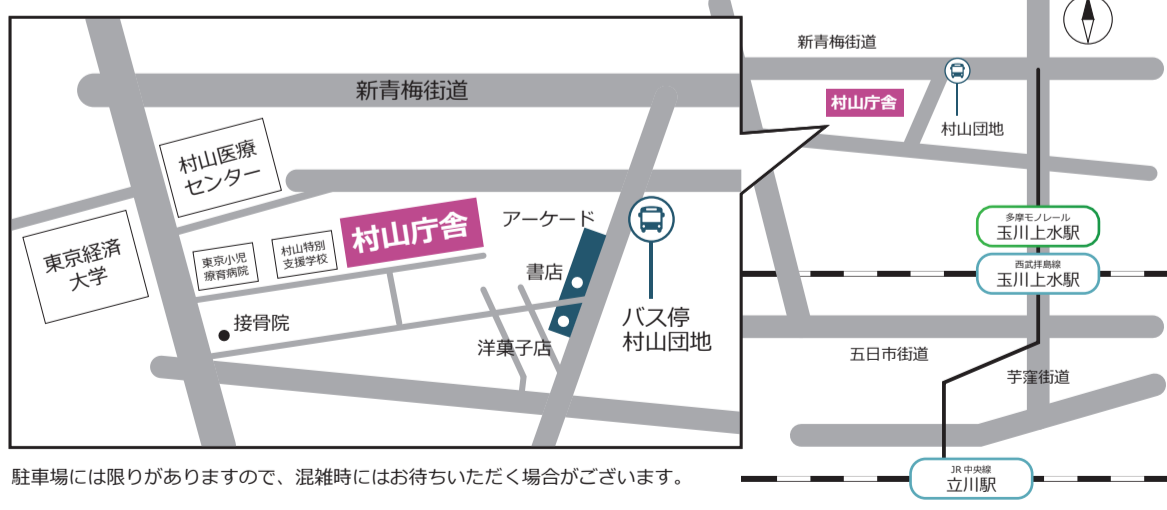 新青梅街道
村山医療
センター
東京経済
大学
東京小児
療育病院
村山特別
支援学校
村山庁舎
アーケード
書店
接骨院
洋菓子店
バス停
村山団地
新青梅街道
村山庁舎
村山団地
多摩モノレール
玉川上水駅
西武拝島線
玉川上水駅
五日市街道
芋窪街道
JR 中央線
立川駅
駐車場には限りがありますので、混雑時にはお待ちいただく場合がございます。